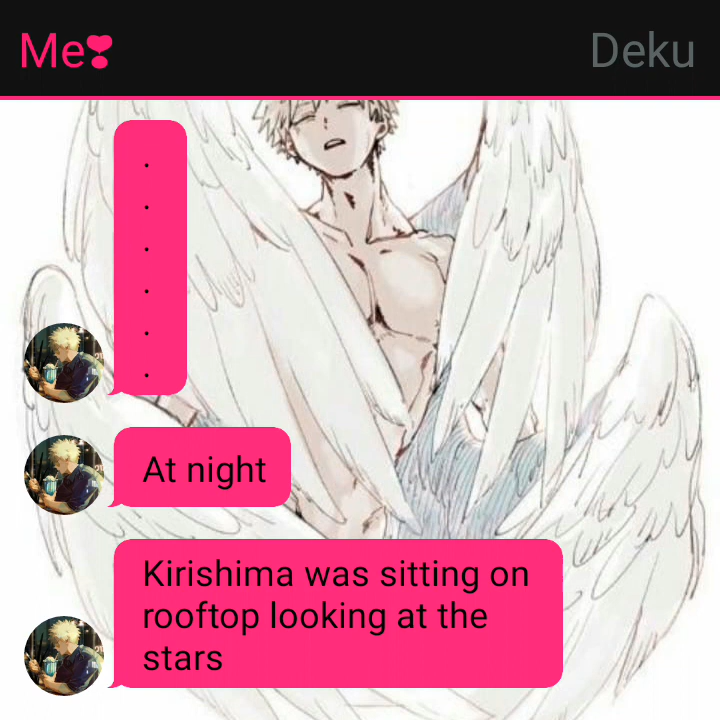 Me❣ Deku
.
.
.
.
.
.
At night
Kirishima was sitting on
rooftop looking at the
stars